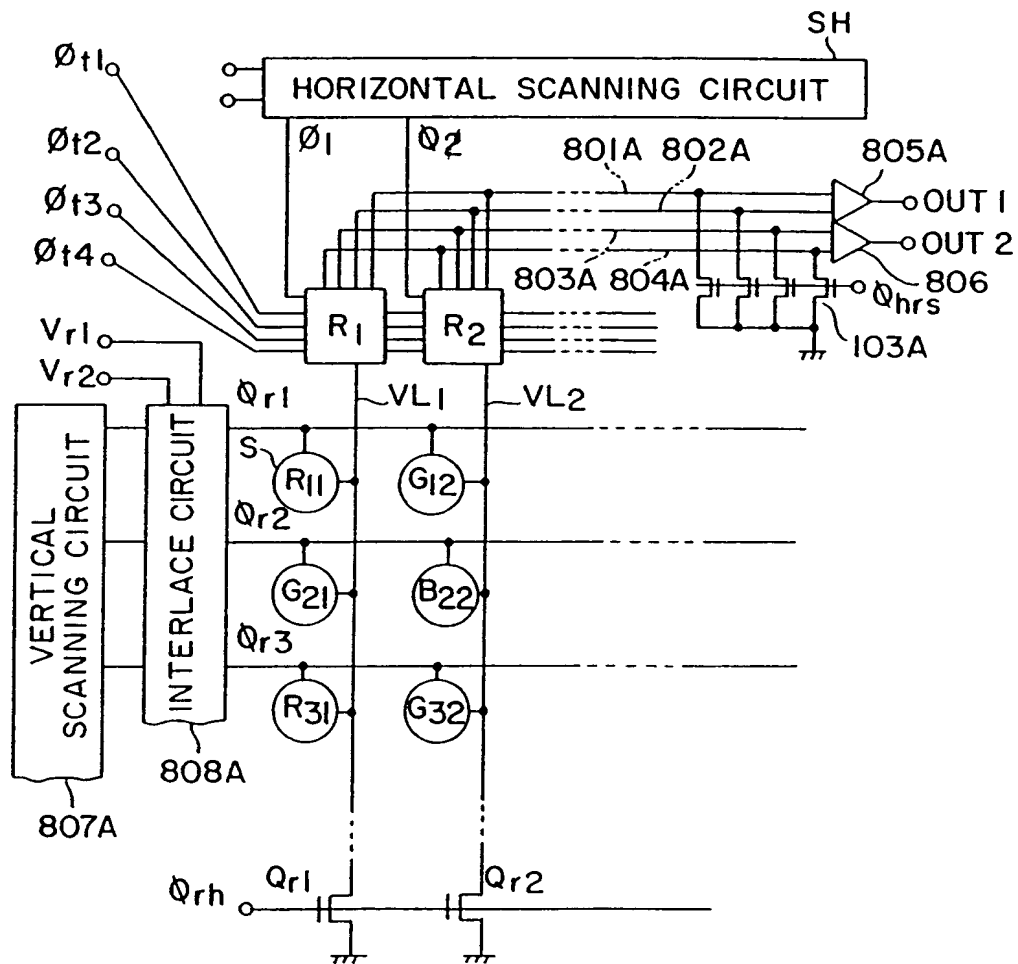 SH
Øt1
HORIZONTAL SCANNING CIRCUIT
Øt2
Ø1
Ø2
801A
802A
805A
Øt3
OUT 1
Øt4
OUT 2
803A
804A
806
Øhrs
R1
R2
103A
Vr1
Vr2
Ør1
VL1
VL2
S
R11
G12
Ør2
VERTICAL
SCANNING CIRCUIT
INTERLACE CIRCUIT
G21
B22
Ør3
R31
G32
808A
807A
Ørh
Qr1
Qr2